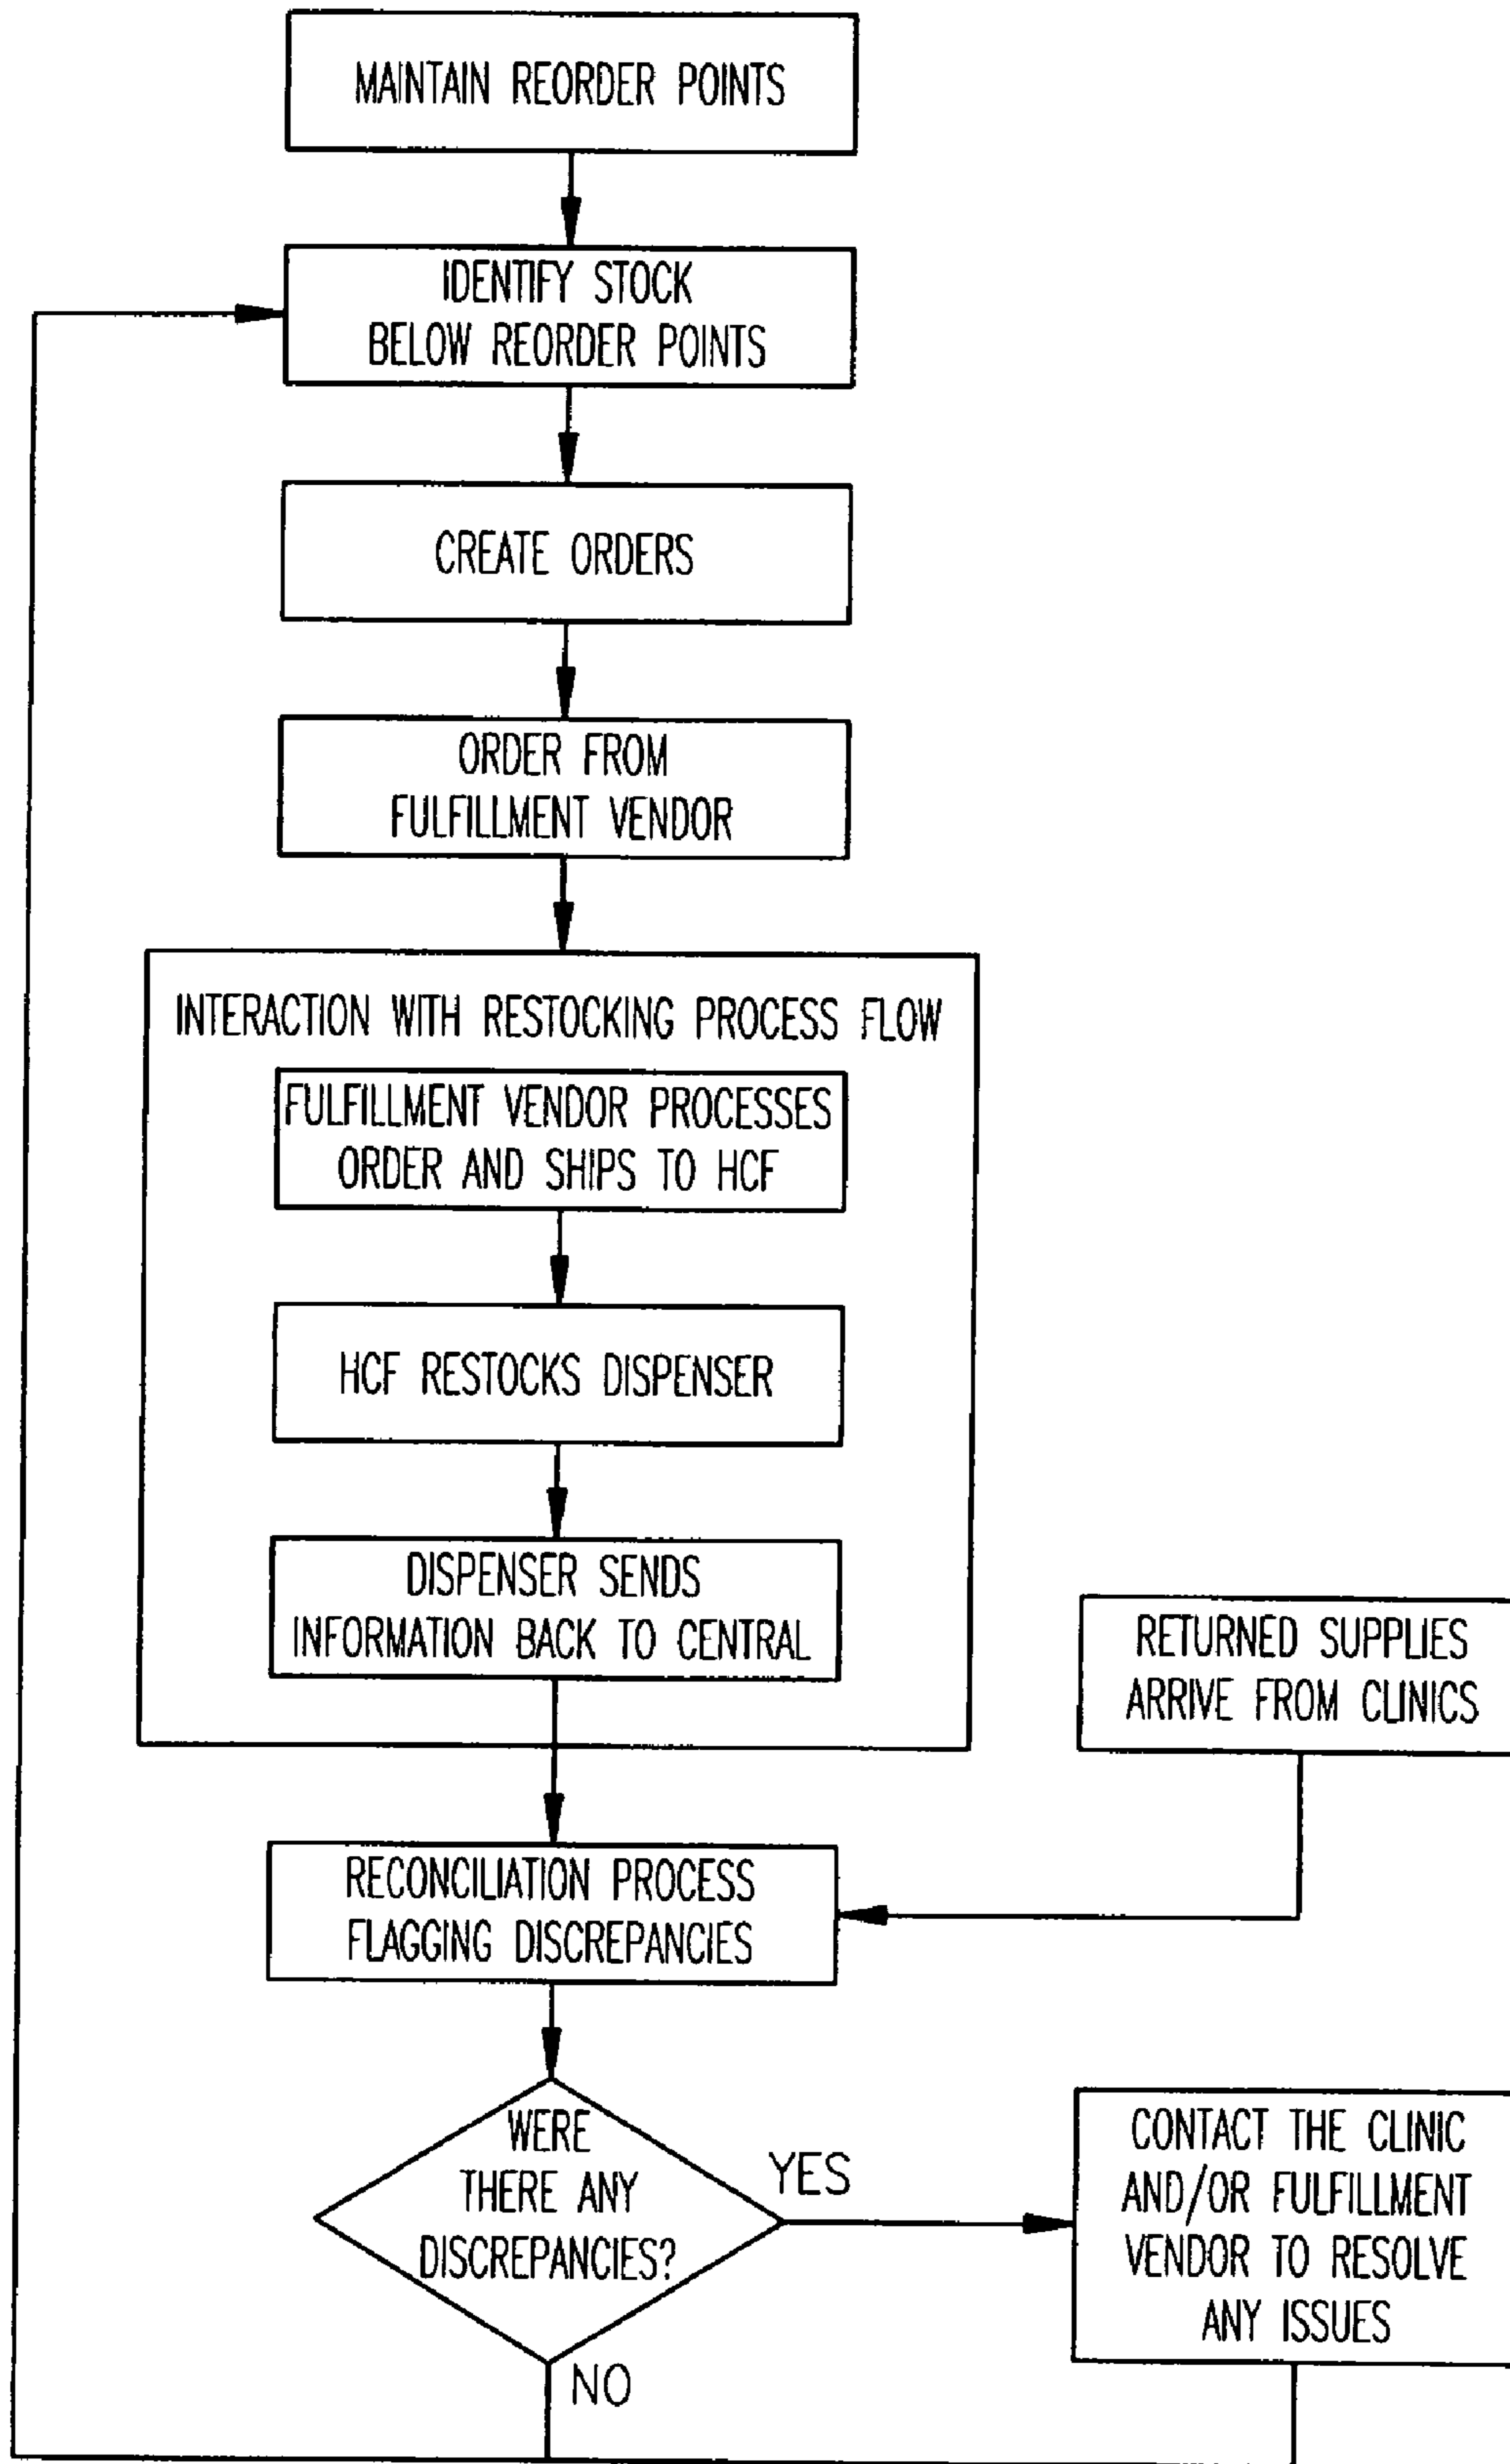 MAINTAIN REORDER POINTS
IDENTIFY STOCK
BELOW REORDER POINTS
CREATE ORDERS
ORDER FROM
FULFILLMENT VENDOR
INTERACTION WITH RESTOCKING PROCESS FLOW
FULFILLMENT VENDOR PROCESSES
ORDER AND SHIPS TO HCF
HCF RESTOCKS DISPENSER
DISPENSER SENDS
INFORMATION BACK TO CENTRAL
RETURNED SUPPLIES
ARRIVE FROM CLINICS
RECONCILIATION PROCESS
FLAGGING DISCREPANCIES
WERE
THERE ANY
DISCREPANCIES?
YES
NO
CONTACT THE CLINIC
AND/OR FULFILLMENT
VENDOR TO RESOLVE
ANY ISSUES